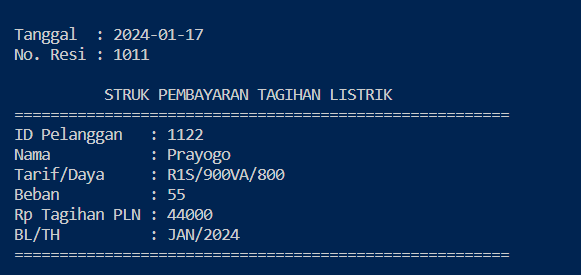 Tanggal  : 2024-01-17
No. Resi : 1011
STRUK PEMBAYARAN TAGIHAN LISTRIK
=======================================================
ID Pelanggan   : 1122
Nama           : Prayogo
Tarif/Daya     : R1S/900VA/800
Beban          : 55
Rp Tagihan PLN : 44000
BL/TH          : JAN/2024
=======================================================